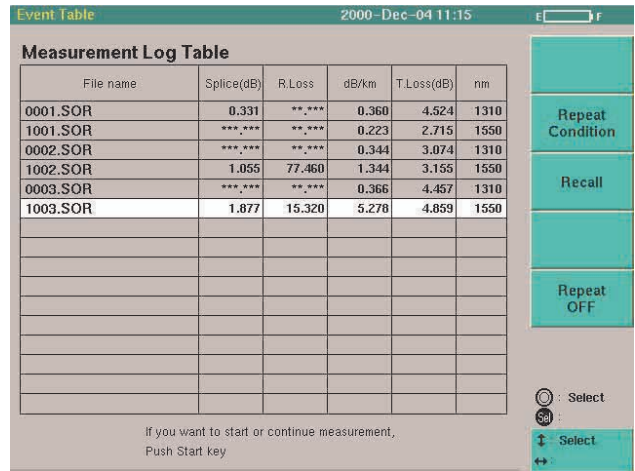 Event Table 2000-Dec-04 11:15 E F
Measurement Log Table
File name Splice(dB) R.Loss dB/km T.Loss(dB) nm
0001.SOR 0.331 **.*** 0.360 4.524 1310
1001.SOR ***.*** **.*** 0.223 2.715 1550
0002.SOR ***.*** **.*** 0.344 3.074 1310
1002.SOR 1.055 77.460 1.344 3.155 1550
0003.SOR ***.*** **.*** 0.366 4.457 1310
1003.SOR 1.877 15.320 5.278 4.859 1550
Repeat
Condition
Recall
Repeat
OFF
If you want to start or continue measurement,
Push Start key
: Select
Sel :
↕ : Select
↔ :